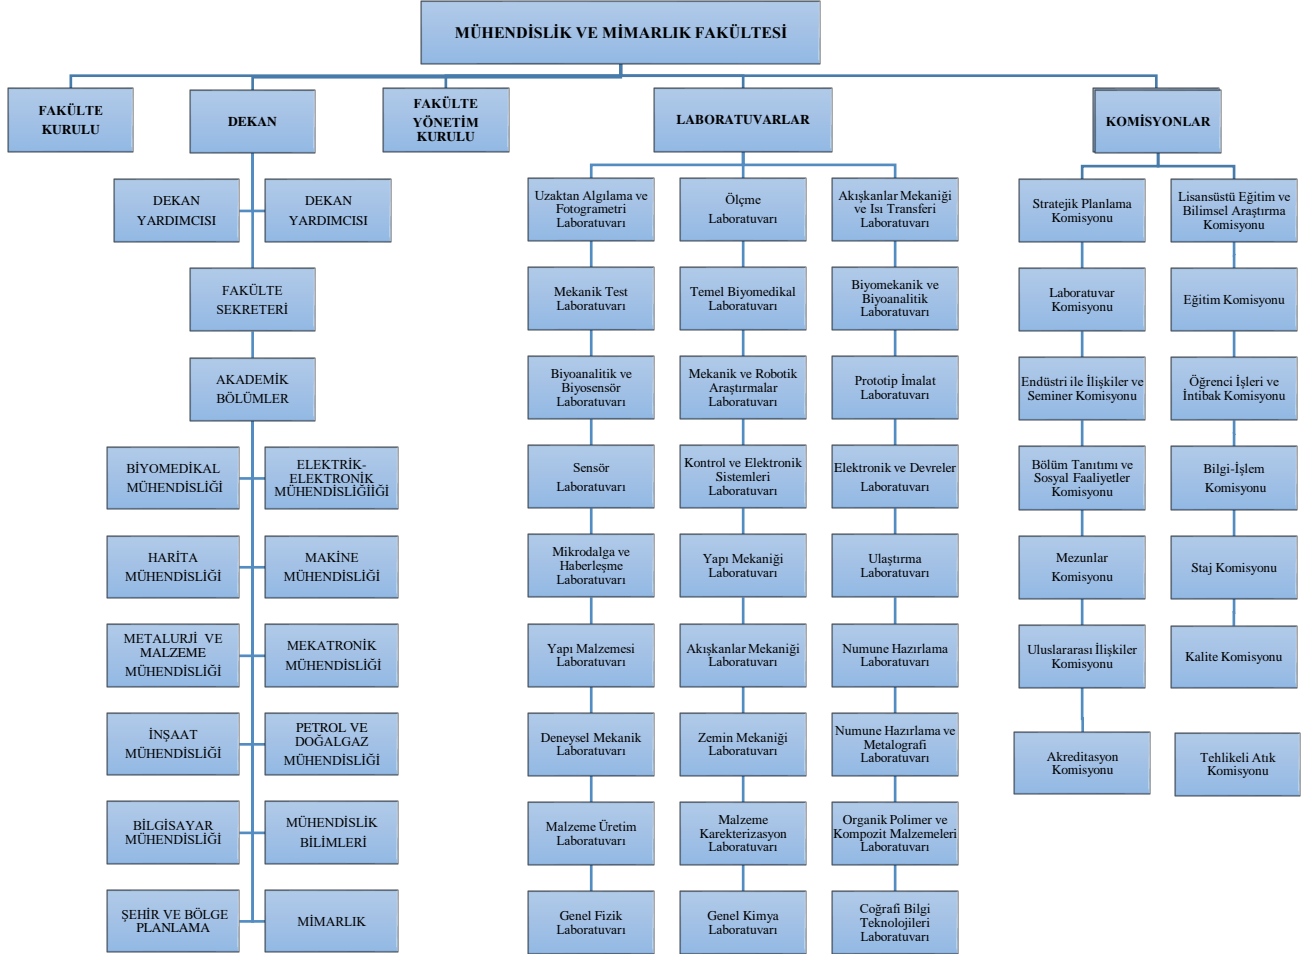 MÜHENDİSLİK VE MİMARLIK FAKÜLTESİ
FAKÜLTE
KURULU
DEKAN
FAKÜLTE
YÖNETİM
KURULU
LABORATUVARLAR
KOMİSYONLAR
DEKAN
YARDIMCISI
DEKAN
YARDIMCISI
FAKÜLTE
SEKRETERİ
AKADEMİK
BÖLÜMLER
BİYOMEDİKAL
MÜHENDİSLİĞİ
ELEKTRİK-
ELEKTRONİK
MÜHENDİSLİĞİİĞİ
HARİTA
MÜHENDİSLİĞİ
MAKİNE
MÜHENDİSLİĞİ
METALURJİ VE
MALZEME
MÜHENDİSLİĞİ
MEKATRONİK
MÜHENDİSLİĞİ
İNŞAAT
MÜHENDİSLİĞİ
PETROL VE
DOĞALGAZ
MÜHENDİSLİĞİ
BİLGİSAYAR
MÜHENDİSLİĞİ
MÜHENDİSLİK
BİLİMLERİ
ŞEHİR VE BÖLGE
PLANLAMA
MİMARLIK
Uzaktan Algılama ve
Fotogrametri
Laboratuvarı
Ölçme
Laboratuvarı
Akışkanlar Mekaniği
ve Isı Transferi
Laboratuvarı
Mekanik Test
Laboratuvarı
Temel Biyomedikal
Laboratuvarı
Biyomekanik ve
Biyoanalitik
Laboratuvarı
Biyoanalitik ve
Biyosensör
Laboratuvarı
Mekanik ve Robotik
Araştırmalar
Laboratuvarı
Prototip İmalat
Laboratuvarı
Sensör
Laboratuvarı
Kontrol ve Elektronik
Sistemleri
Laboratuvarı
Elektronik ve Devreler
Laboratuvarı
Mikrodalga ve
Haberleşme
Laboratuvarı
Yapı Mekaniği
Laboratuvarı
Ulaştırma
Laboratuvarı
Yapı Malzemesi
Laboratuvarı
Akışkanlar Mekaniği
Laboratuvarı
Numune Hazırlama
Laboratuvarı
Deneysel Mekanik
Laboratuvarı
Zemin Mekaniği
Laboratuvarı
Numune Hazırlama ve
Metalografi
Laboratuvarı
Malzeme Üretim
Laboratuvarı
Malzeme
Karekterizasyon
Laboratuvarı
Organik Polimer ve
Kompozit Malzemeleri
Laboratuvarı
Genel Fizik
Laboratuvarı
Genel Kimya
Laboratuvarı
Coğrafi Bilgi
Teknolojileri
Laboratuvarı
Stratejik Planlama
Komisyonu
Lisansüstü Eğitim ve
Bilimsel Araştırma
Komisyonu
Laboratuvar
Komisyonu
Eğitim Komisyonu
Endüstri ile İlişkiler ve
Seminer Komisyonu
Öğrenci İşleri ve
İntibak Komisyonu
Bölüm Tanıtımı ve
Sosyal Faaliyetler
Komisyonu
Bilgi-İşlem
Komisyonu
Mezunlar
Komisyonu
Staj Komisyonu
Uluslararası İlişkiler
Komisyonu
Kalite Komisyonu
Akreditasyon
Komisyonu
Tehlikeli Atık
Komisyonu